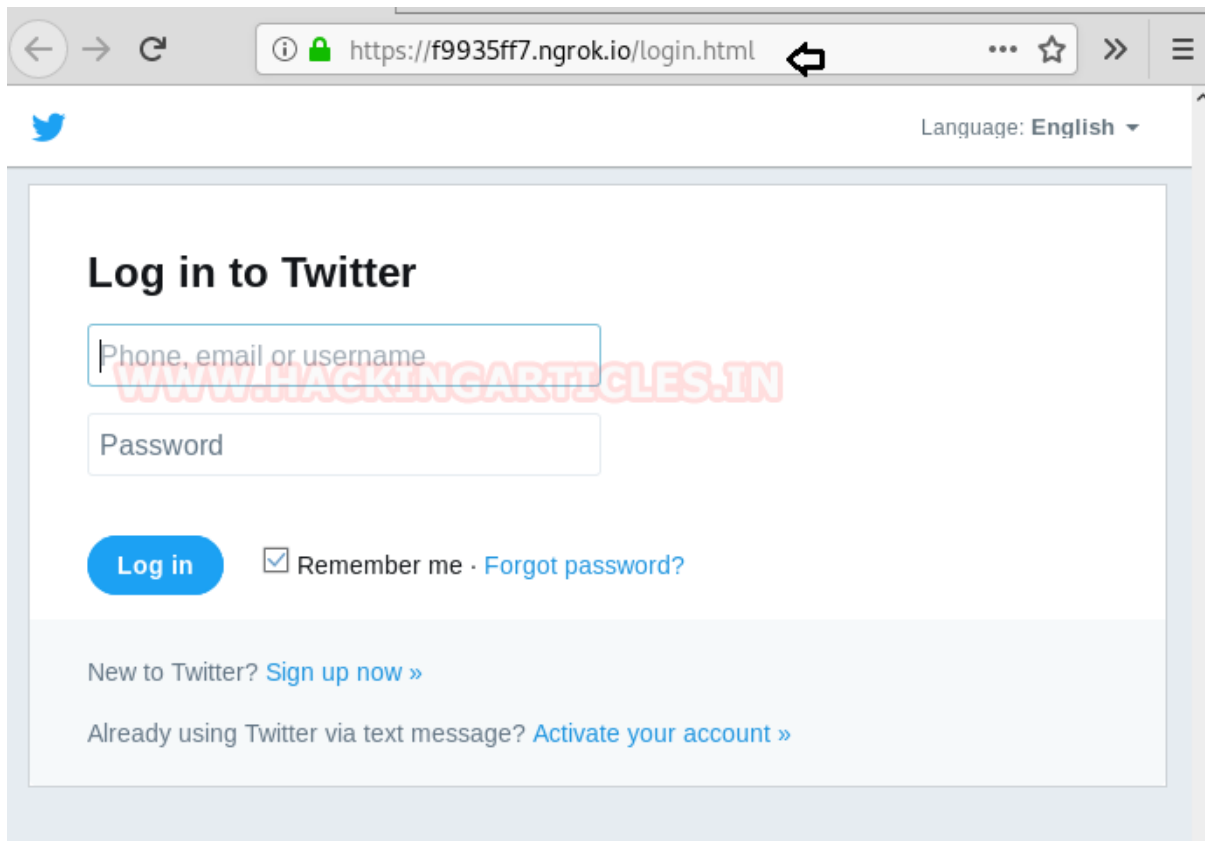 https://f9935ff7.ngrok.io/login.html
Language: English
Log in to Twitter
Phone, email or username
WWW.HACKINGARTICLES.IN
Password
Log in Remember me · Forgot password?
New to Twitter? Sign up now »
Already using Twitter via text message? Activate your account »